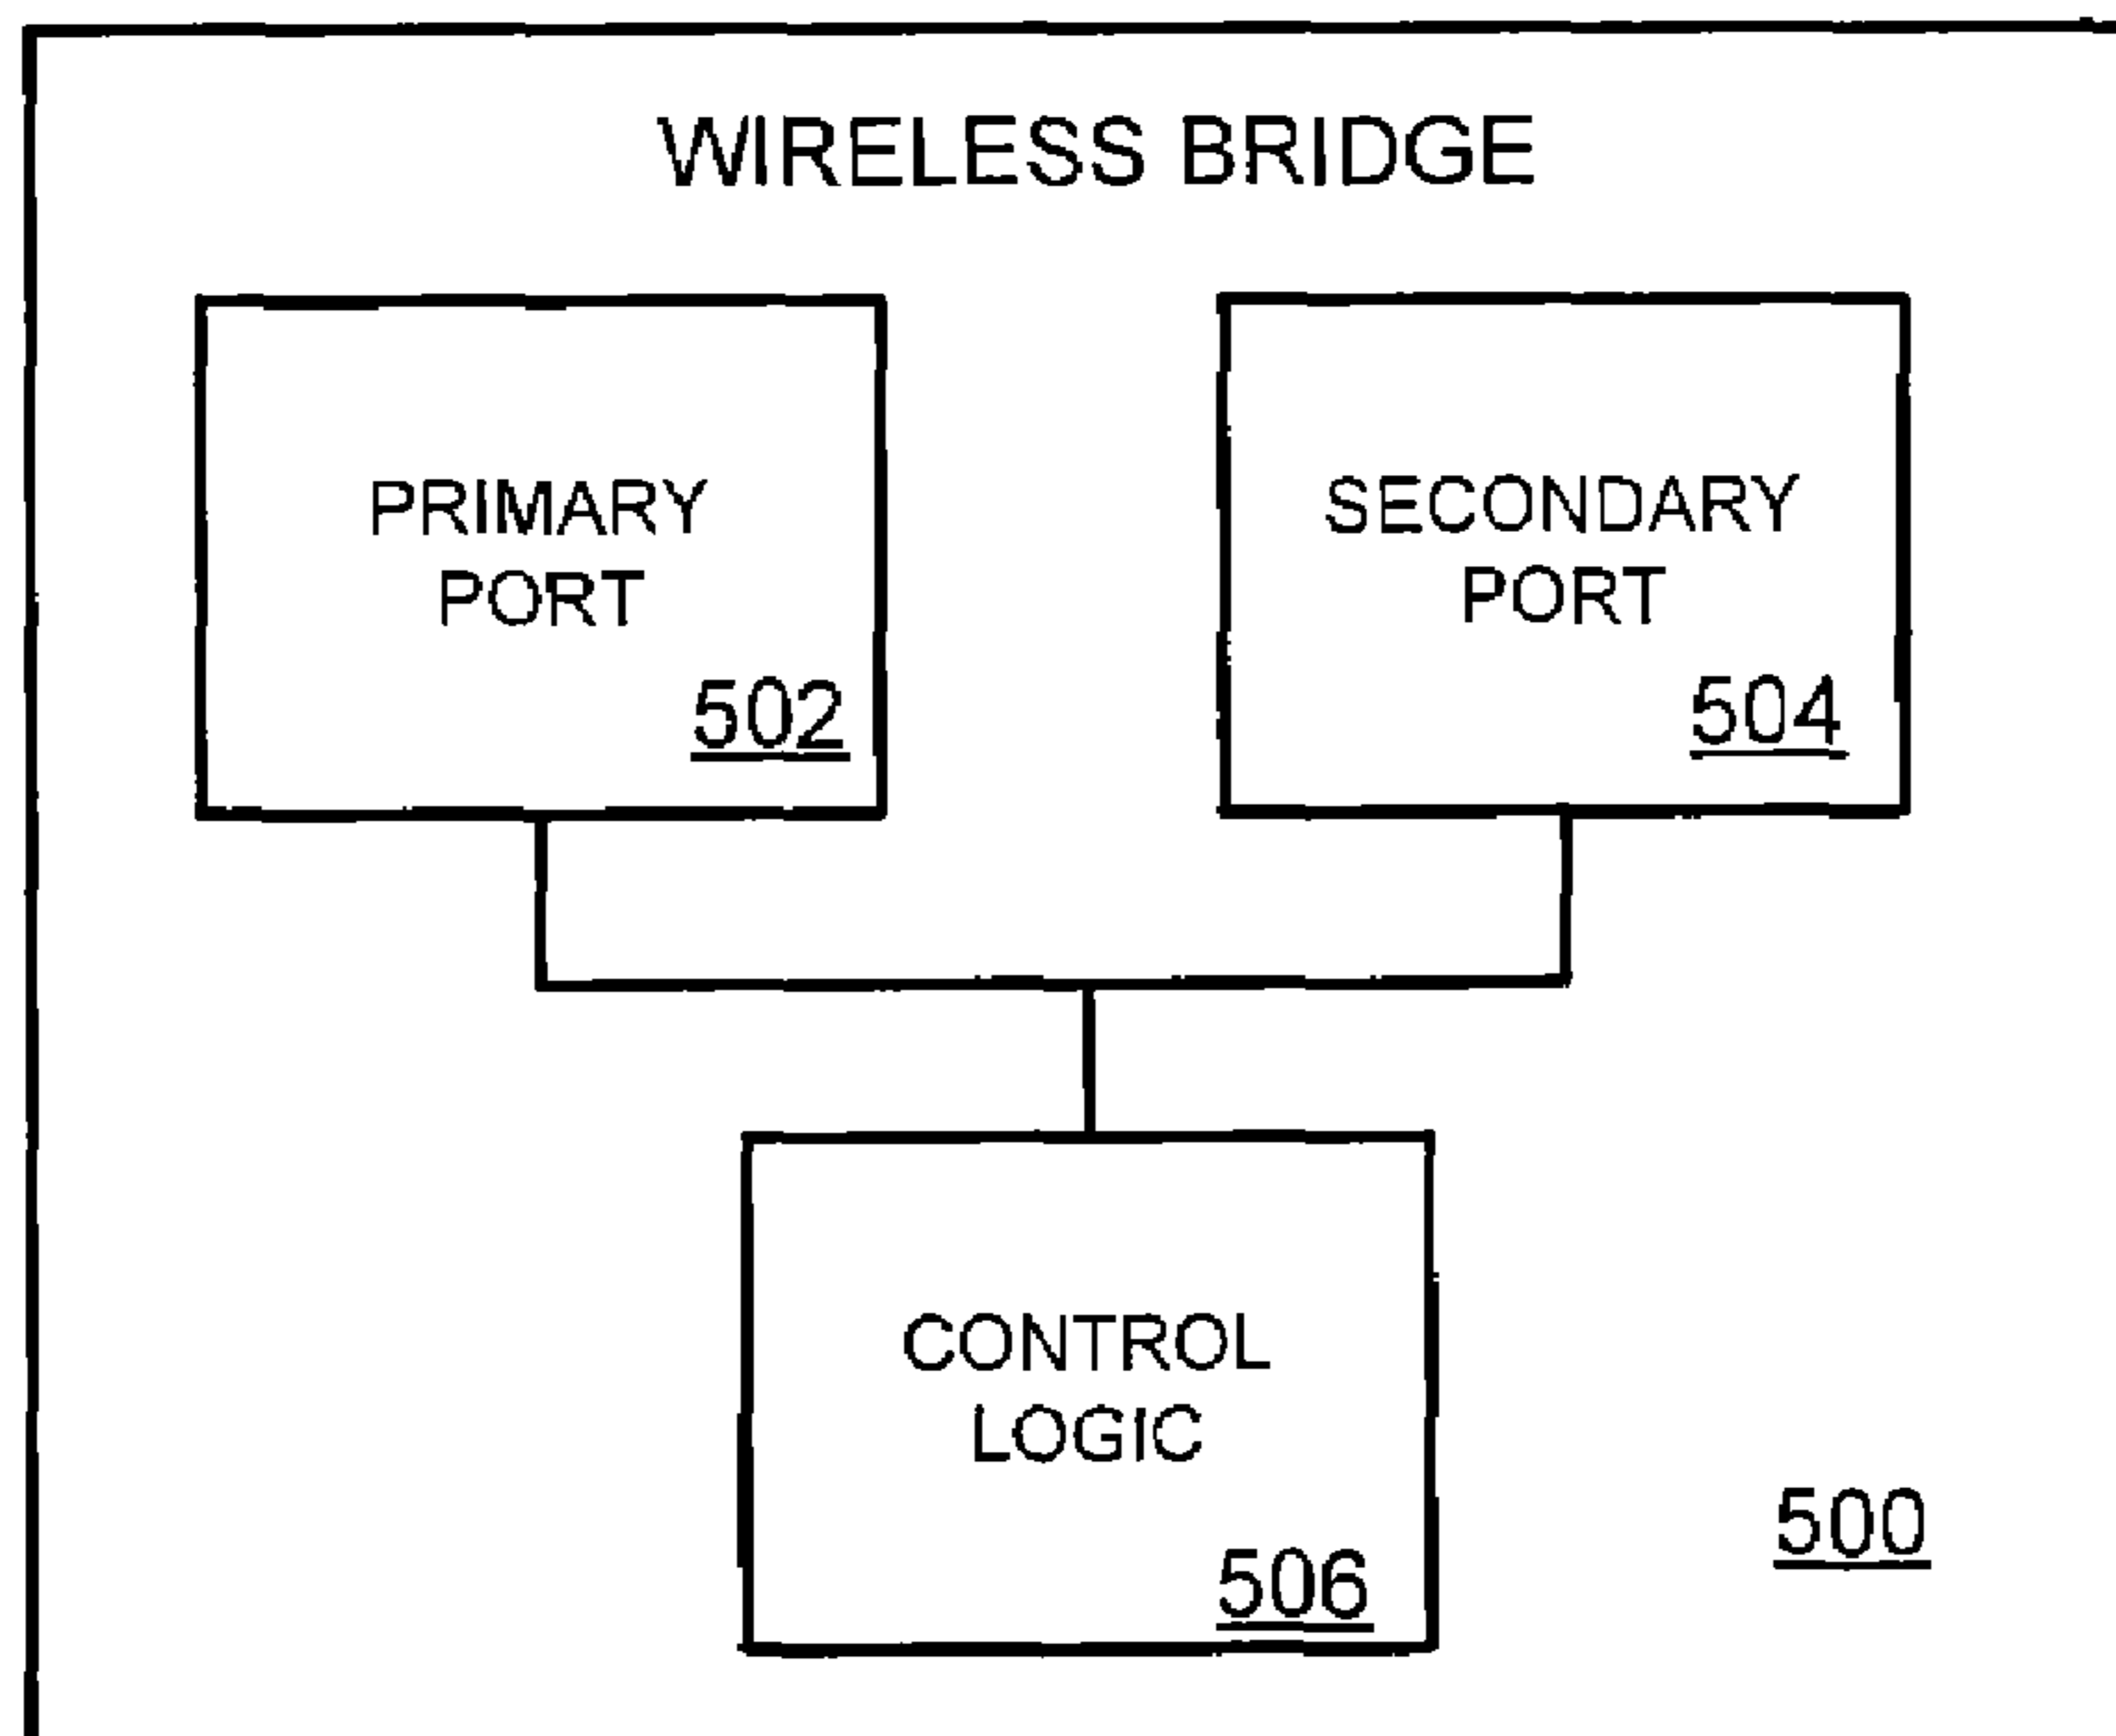 WIRELESS BRIDGE
PRIMARY
PORT
502
SECONDARY
PORT
504
CONTROL
LOGIC
506
500